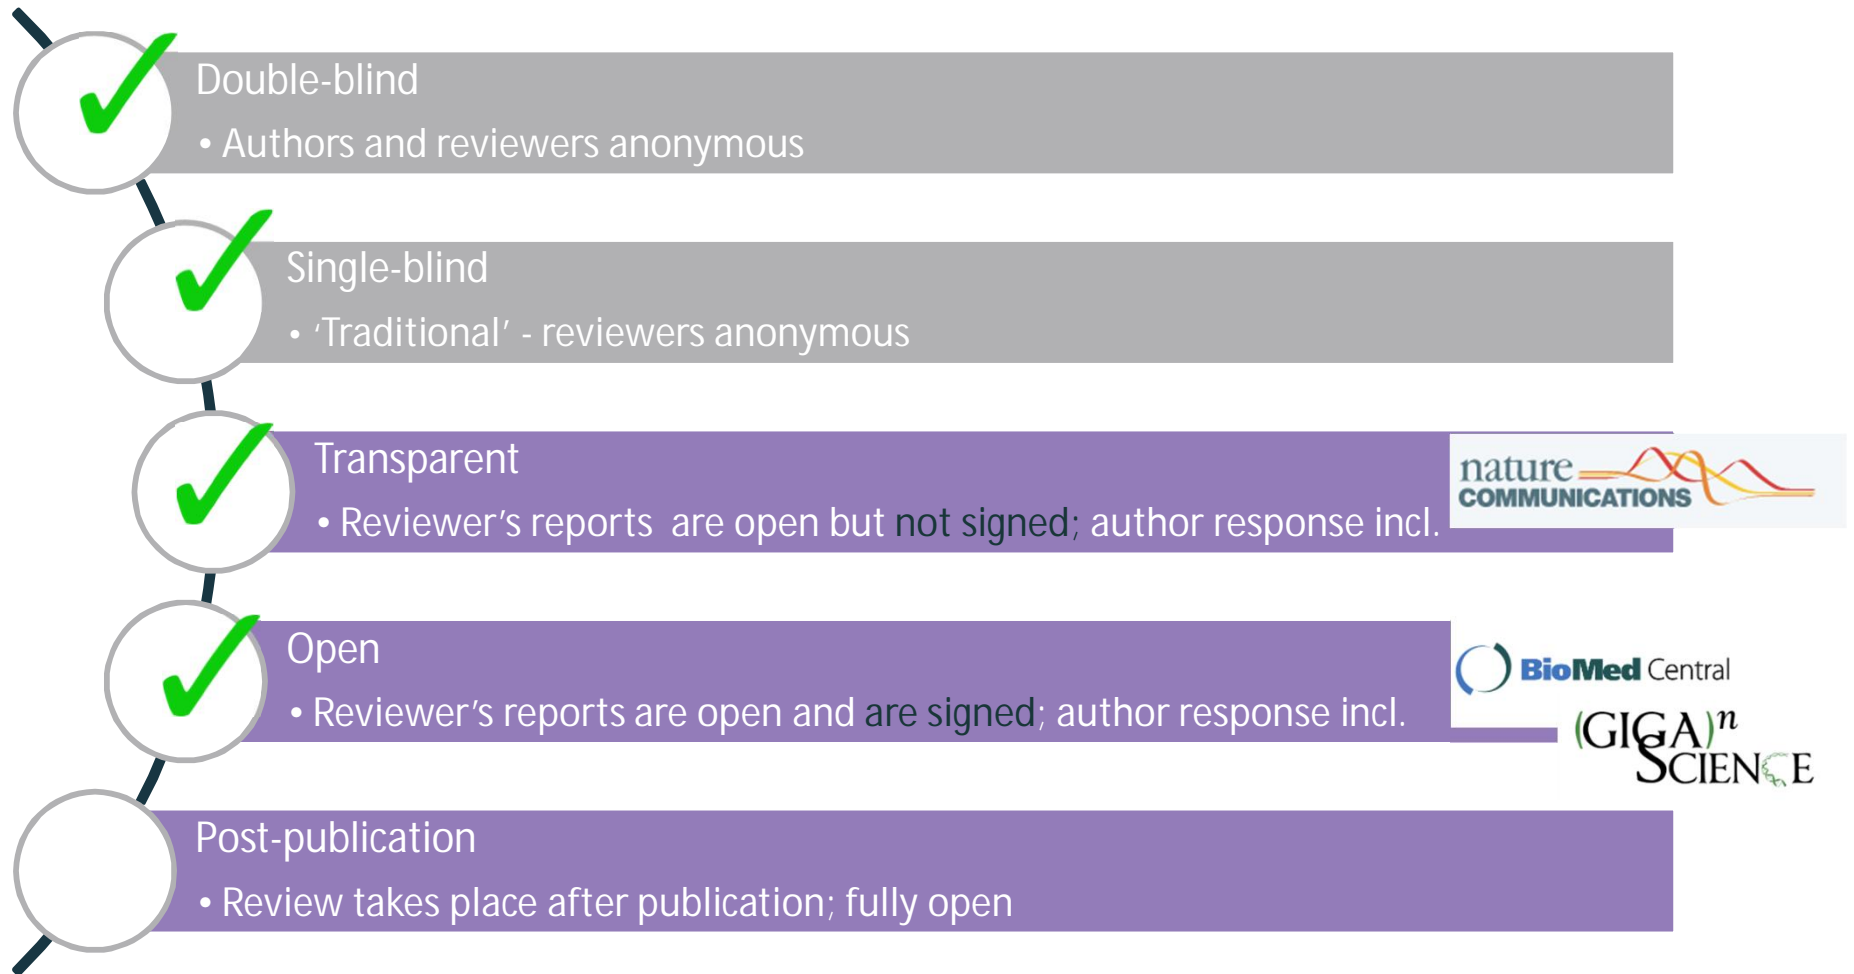 Double-blind
• Authors and reviewers anonymous
Single-blind
• ‘Traditional’ - reviewers anonymous
Transparent
• Reviewer’s reports  are open but not signed; author response incl.
nature
COMMUNICATIONS
Open
• Reviewer’s reports are open and are signed; author response incl.
BioMed Central
(GIGA)n
SCIENCE
Post-publication
• Review takes place after publication; fully open